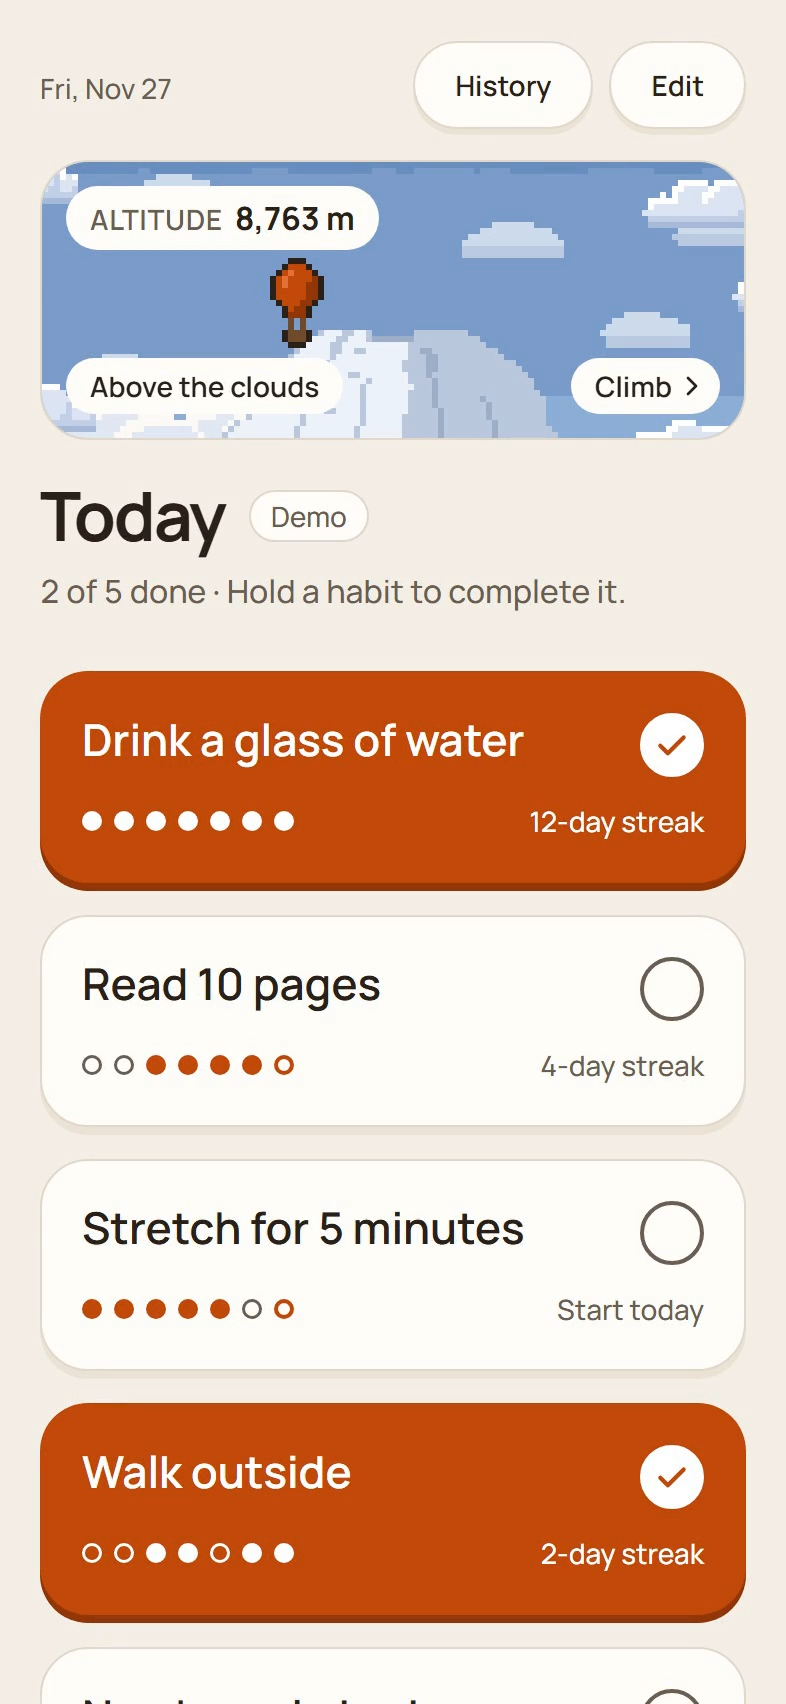 Fri, Nov 27
History
Edit
ALTITUDE 8,763 m
Above the clouds
Climb
Today
Demo
2 of 5 done · Hold a habit to complete it.
Drink a glass of water
12-day streak
Read 10 pages
4-day streak
Stretch for 5 minutes
Start today
Walk outside
2-day streak